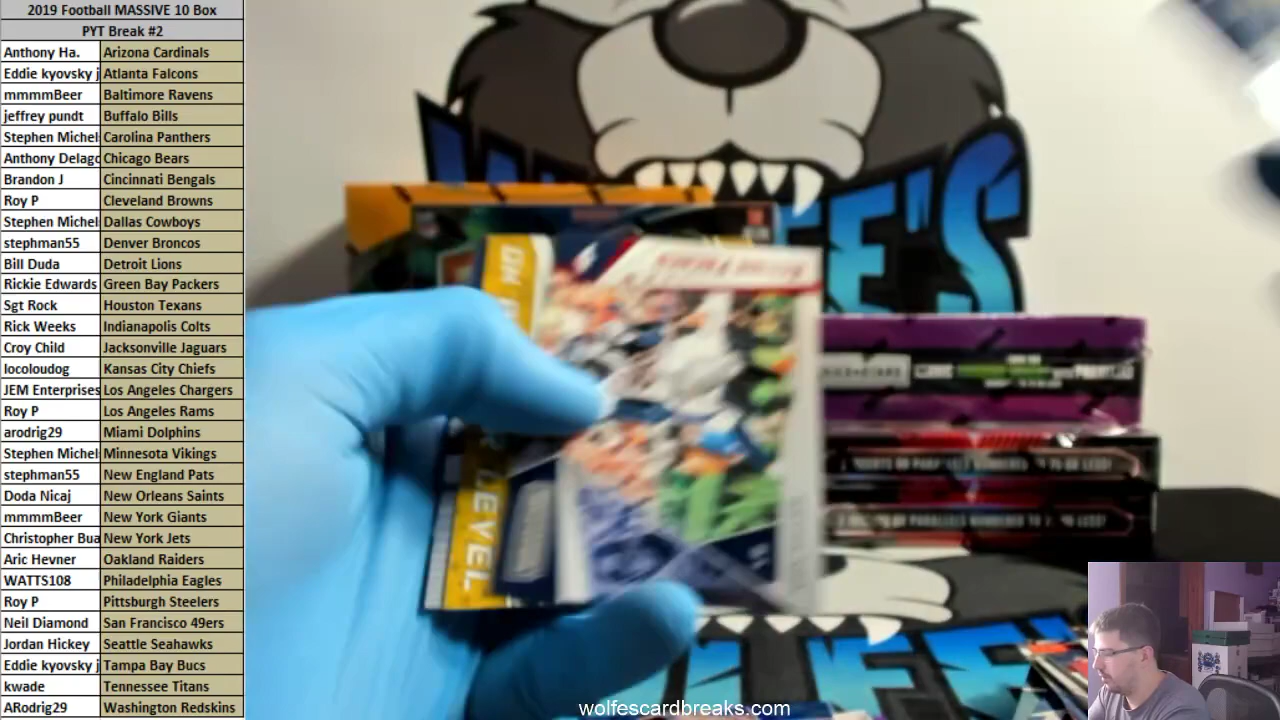 2019 Football MASSIVE 10 Box
PYT Break #2
Anthony Ha. Arizona Cardinals
Eddie kyovsky j Atlanta Falcons
mmmmBeer Baltimore Ravens
jeffrey pundt Buffalo Bills
Stephen Michel Carolina Panthers
Anthony Delago Chicago Bears
Brandon J Cincinnati Bengals
Roy P Cleveland Browns
Stephen Michel Dallas Cowboys
stephman55 Denver Broncos
Bill Duda Detroit Lions
Rickie Edwards Green Bay Packers
Sgt Rock Houston Texans
Rick Weeks Indianapolis Colts
Croy Child Jacksonville Jaguars
locoloudog Kansas City Chiefs
JEM Enterprises Los Angeles Chargers
Roy P Los Angeles Rams
arodrig29 Miami Dolphins
Stephen Michel Minnesota Vikings
stephman55 New England Pats
Doda Nicaj New Orleans Saints
mmmmBeer New York Giants
Christopher Bua New York Jets
Aric Hevner Oakland Raiders
WATTS108 Philadelphia Eagles
Roy P Pittsburgh Steelers
Neil Diamond San Francisco 49ers
Jordan Hickey Seattle Seahawks
Eddie kyovsky j Tampa Bay Bucs
kwade Tennessee Titans
ARodrig29 Washington Redskins
LEVEL
wolfescardbreaks.com